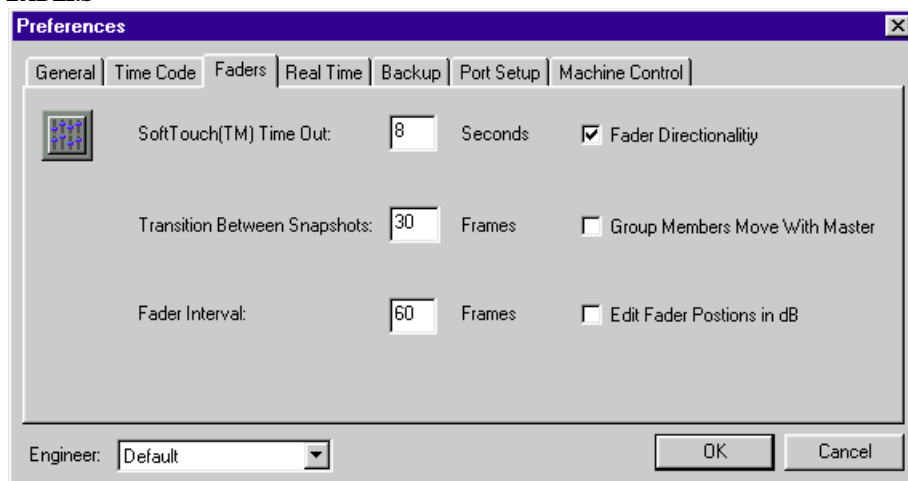 FADERS
Preferences
General Time Code Faders Real Time Backup Port Setup Machine Control
SoftTouch(TM) Time Out: 8 Seconds Fader Directionalitiy
Transition Between Snapshots: 30 Frames Group Members Move With Master
Fader Interval: 60 Frames Edit Fader Postions in dB
Engineer: Default OK Cancel